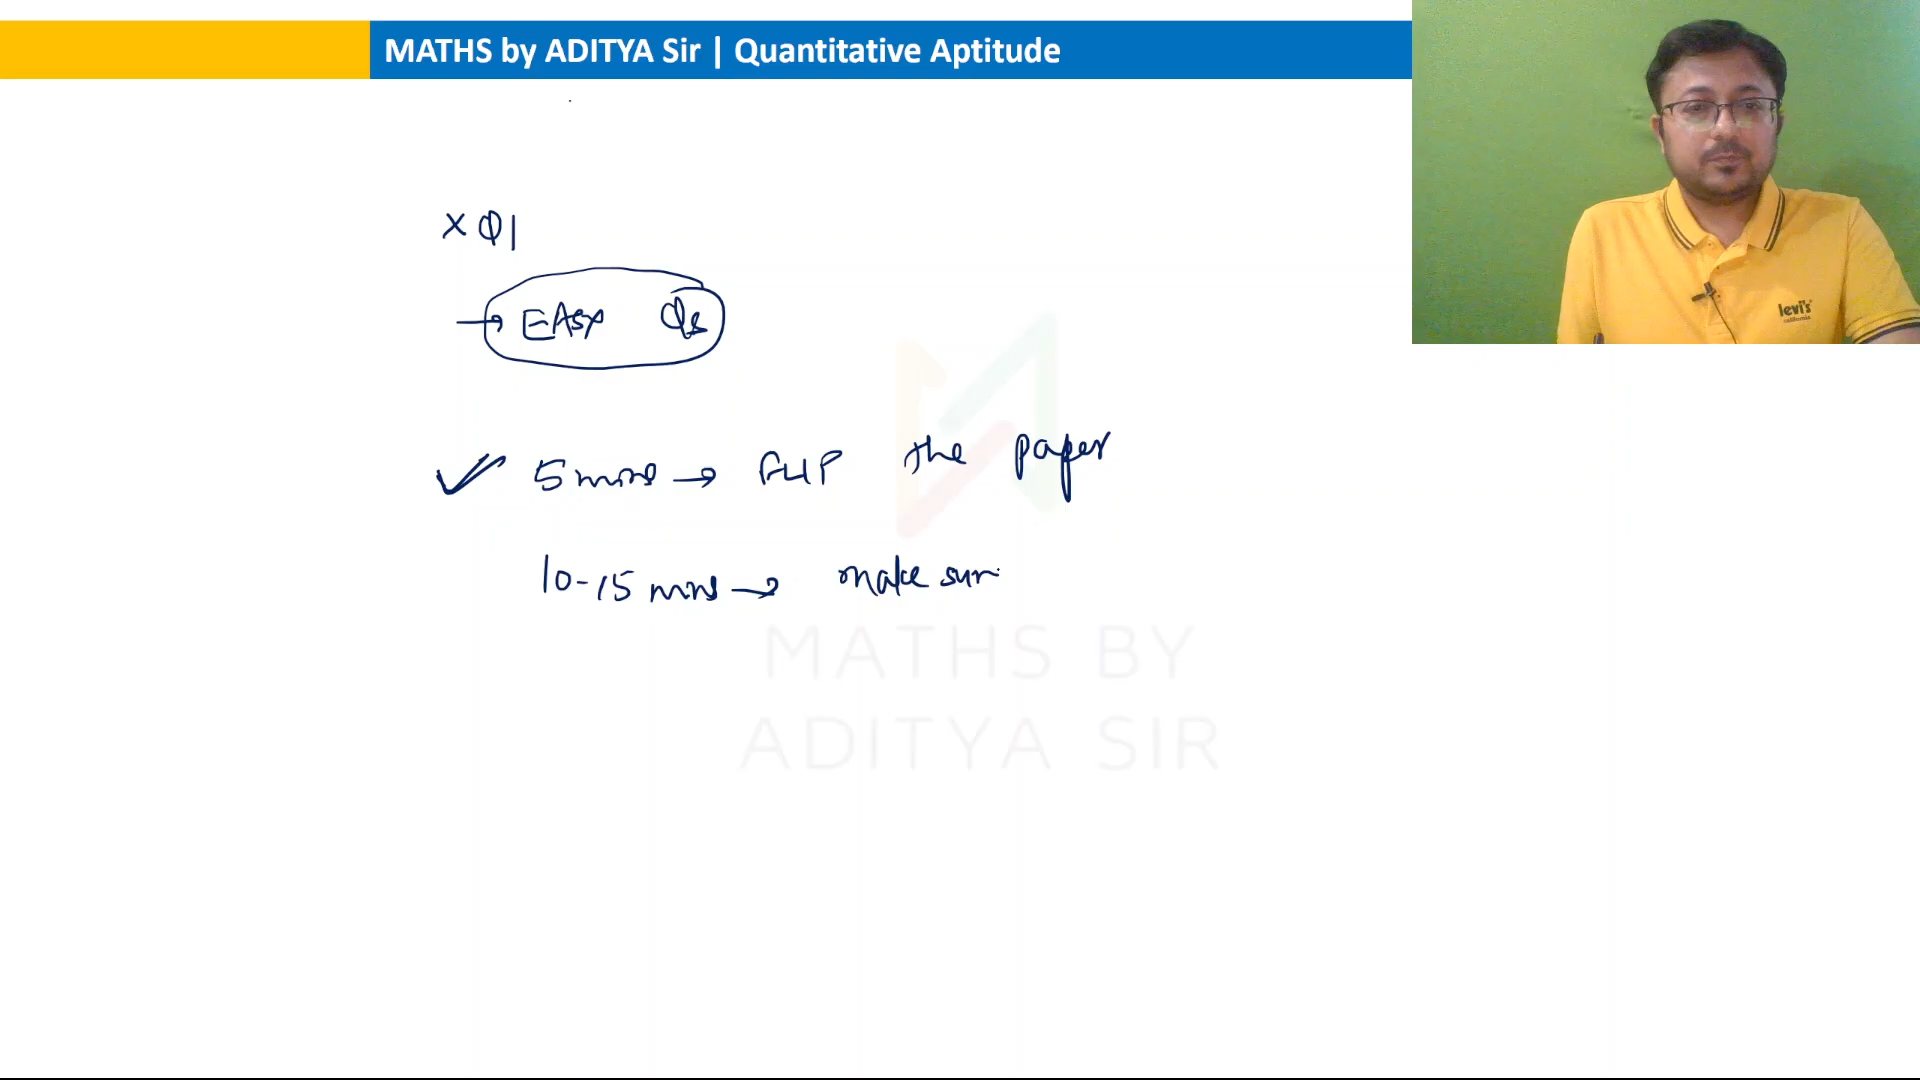 MATHS by ADITYA Sir | Quantitative Aptitude
x Q1
→ EASY Qs
levi's
california
✓ 5 mins → FLIP the paper
10-15 mins → make sur
MATHS BY
ADITYA SIR